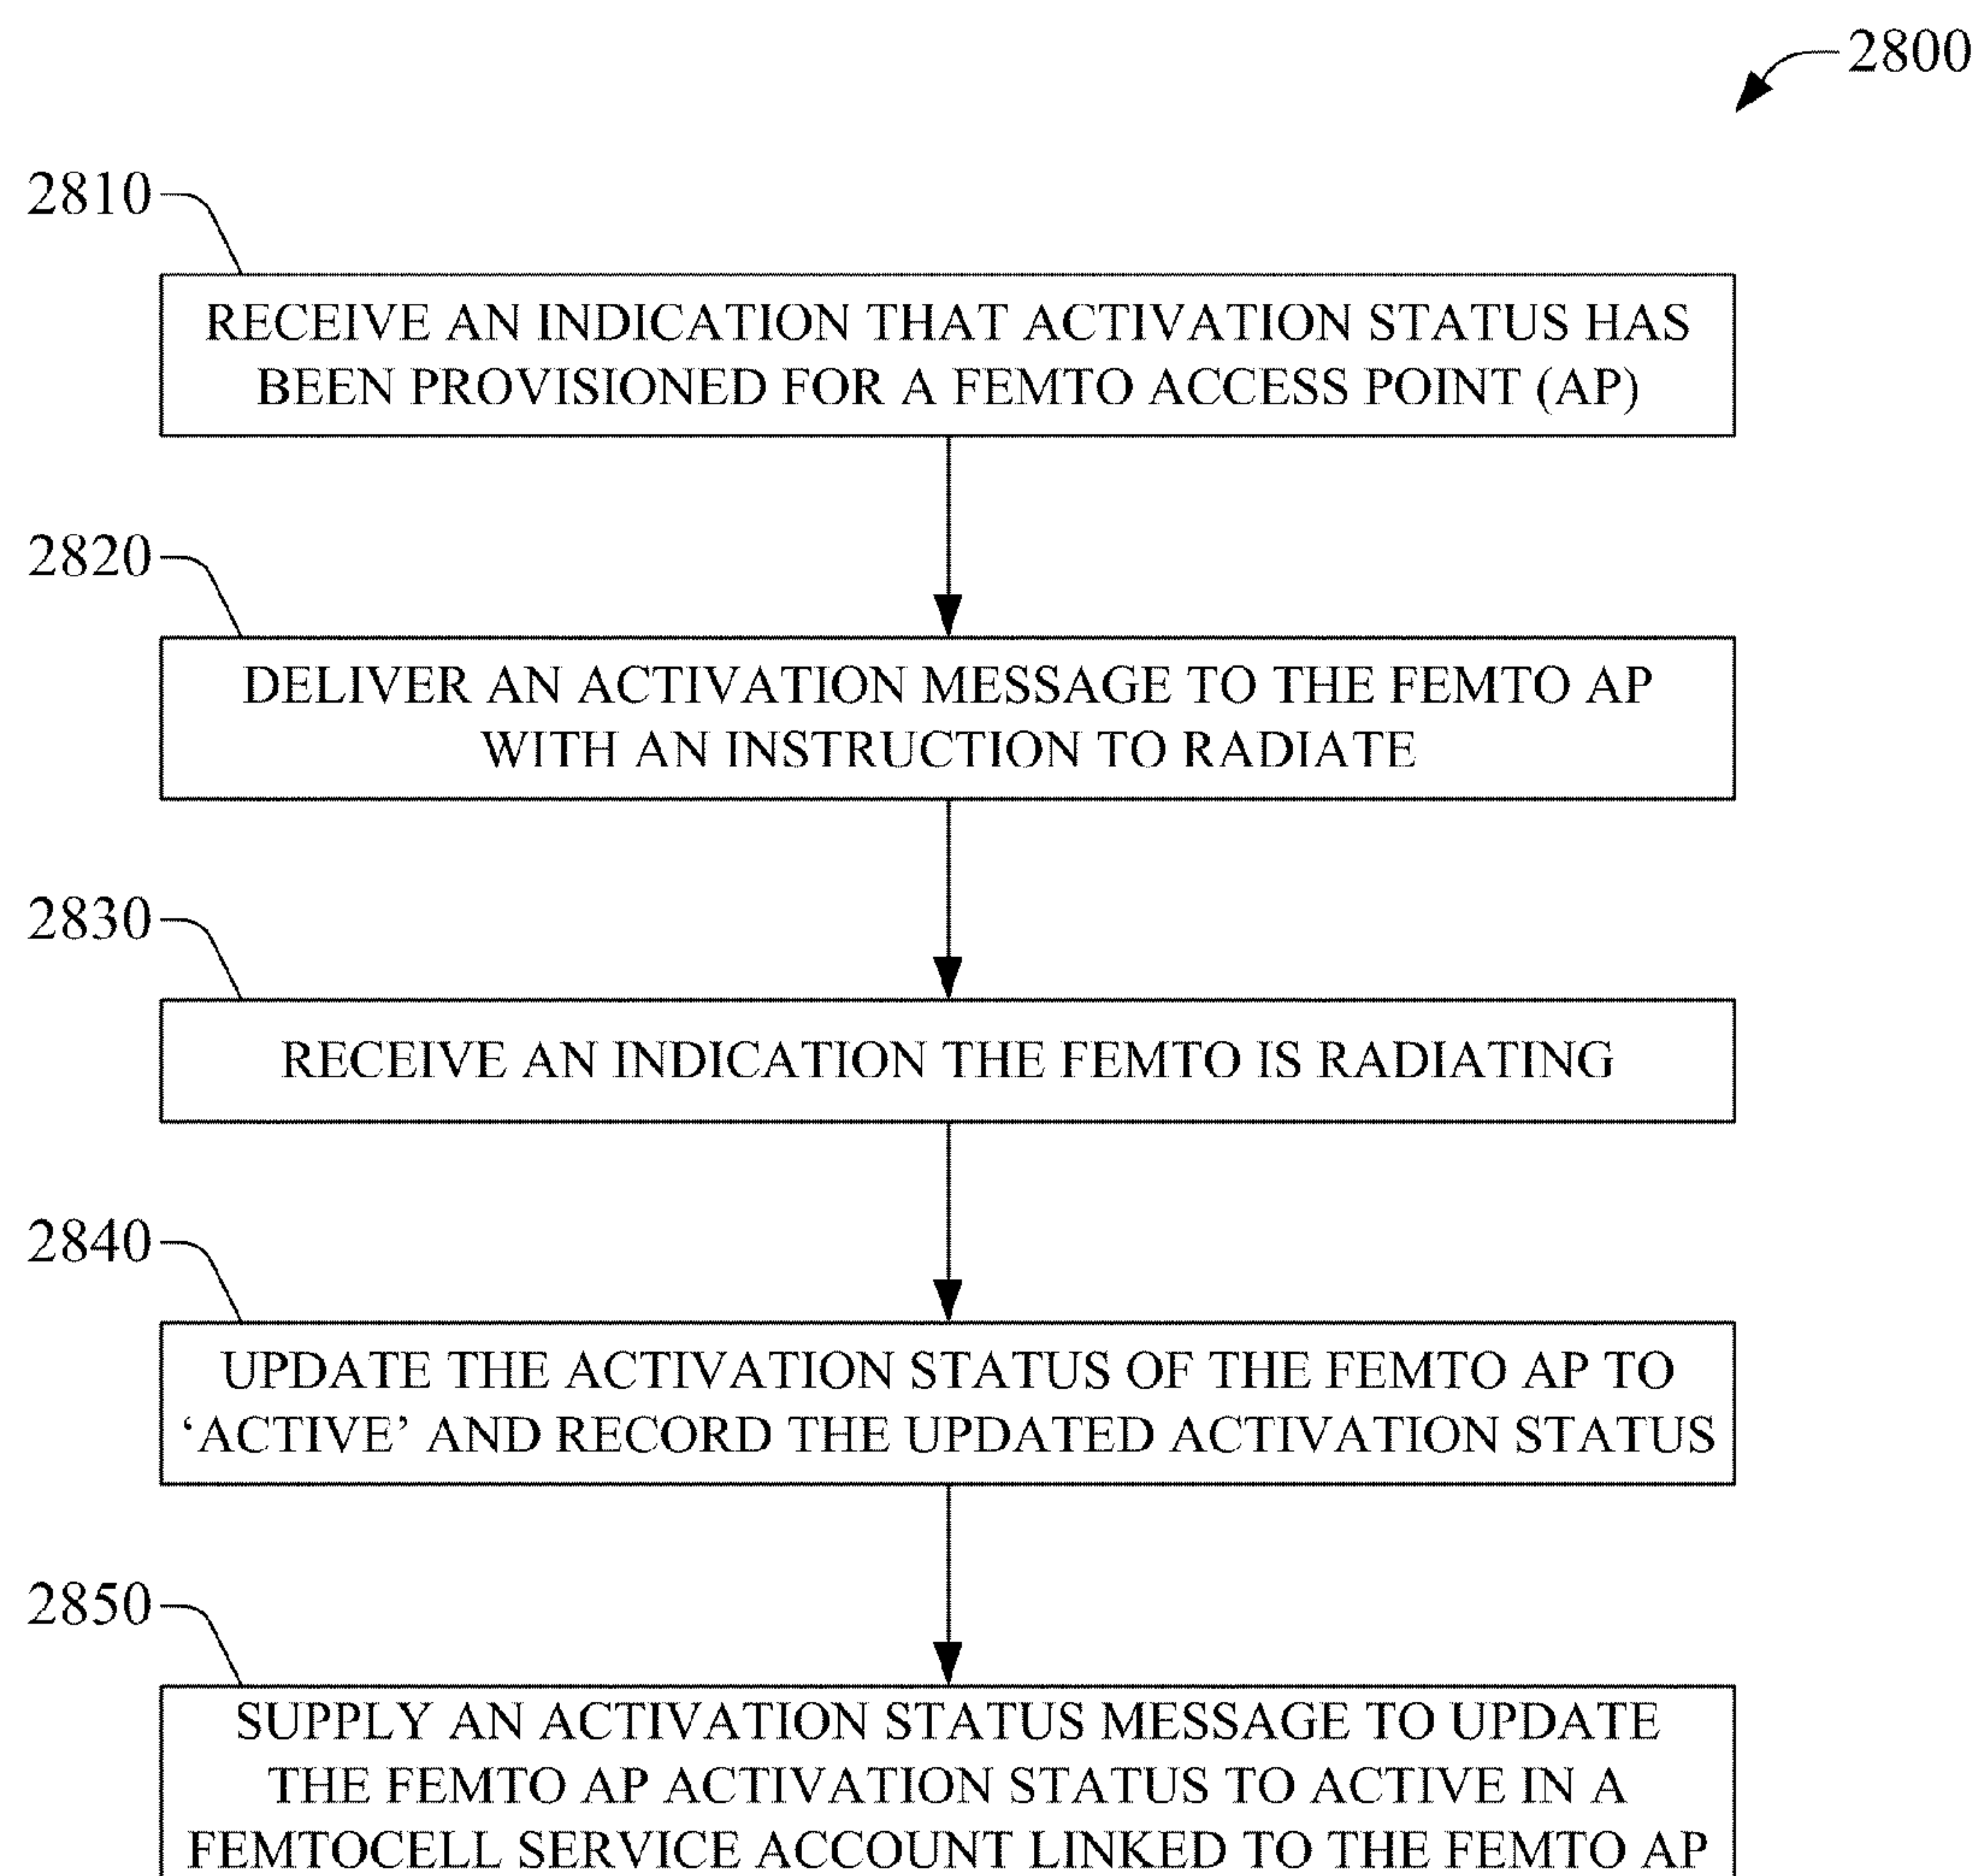 2800
2810
RECEIVE AN INDICATION THAT ACTIVATION STATUS HAS
BEEN PROVISIONED FOR A FEMTO ACCESS POINT (AP)
2820
DELIVER AN ACTIVATION MESSAGE TO THE FEMTO AP
WITH AN INSTRUCTION TO RADIATE
2830
RECEIVE AN INDICATION THE FEMTO IS RADIATING
2840
UPDATE THE ACTIVATION STATUS OF THE FEMTO AP TO
‘ACTIVE’ AND RECORD THE UPDATED ACTIVATION STATUS
2850
SUPPLY AN ACTIVATION STATUS MESSAGE TO UPDATE
THE FEMTO AP ACTIVATION STATUS TO ACTIVE IN A
FEMTOCELL SERVICE ACCOUNT LINKED TO THE FEMTO AP